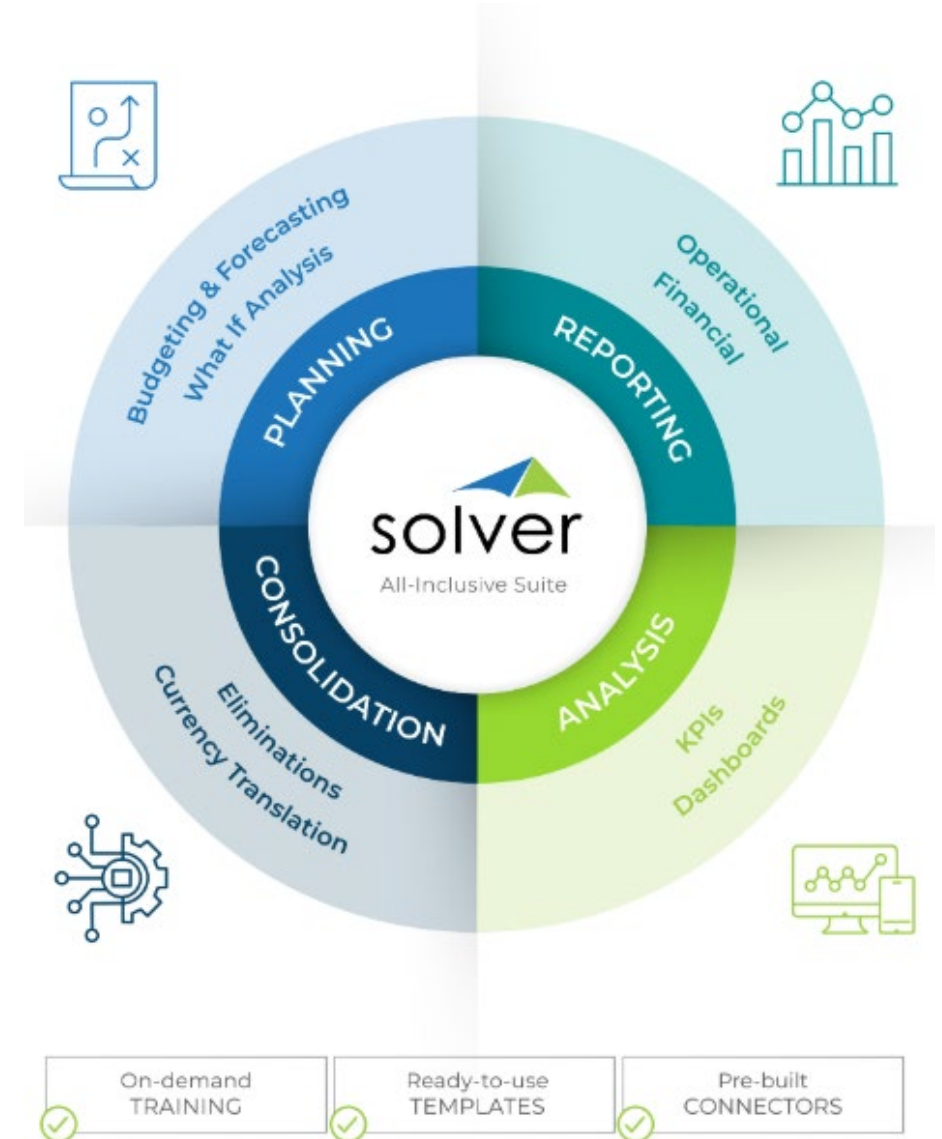 Budgeting & Forecasting
What If Analysis
PLANNING
Operational
Financial
REPORTING
solver
All-Inclusive Suite
CONSOLIDATION
Eliminations
Currency Translation
ANALYSIS
KPIs
Dashboards
On-demand
TRAINING
Ready-to-use
TEMPLATES
Pre-built
CONNECTORS